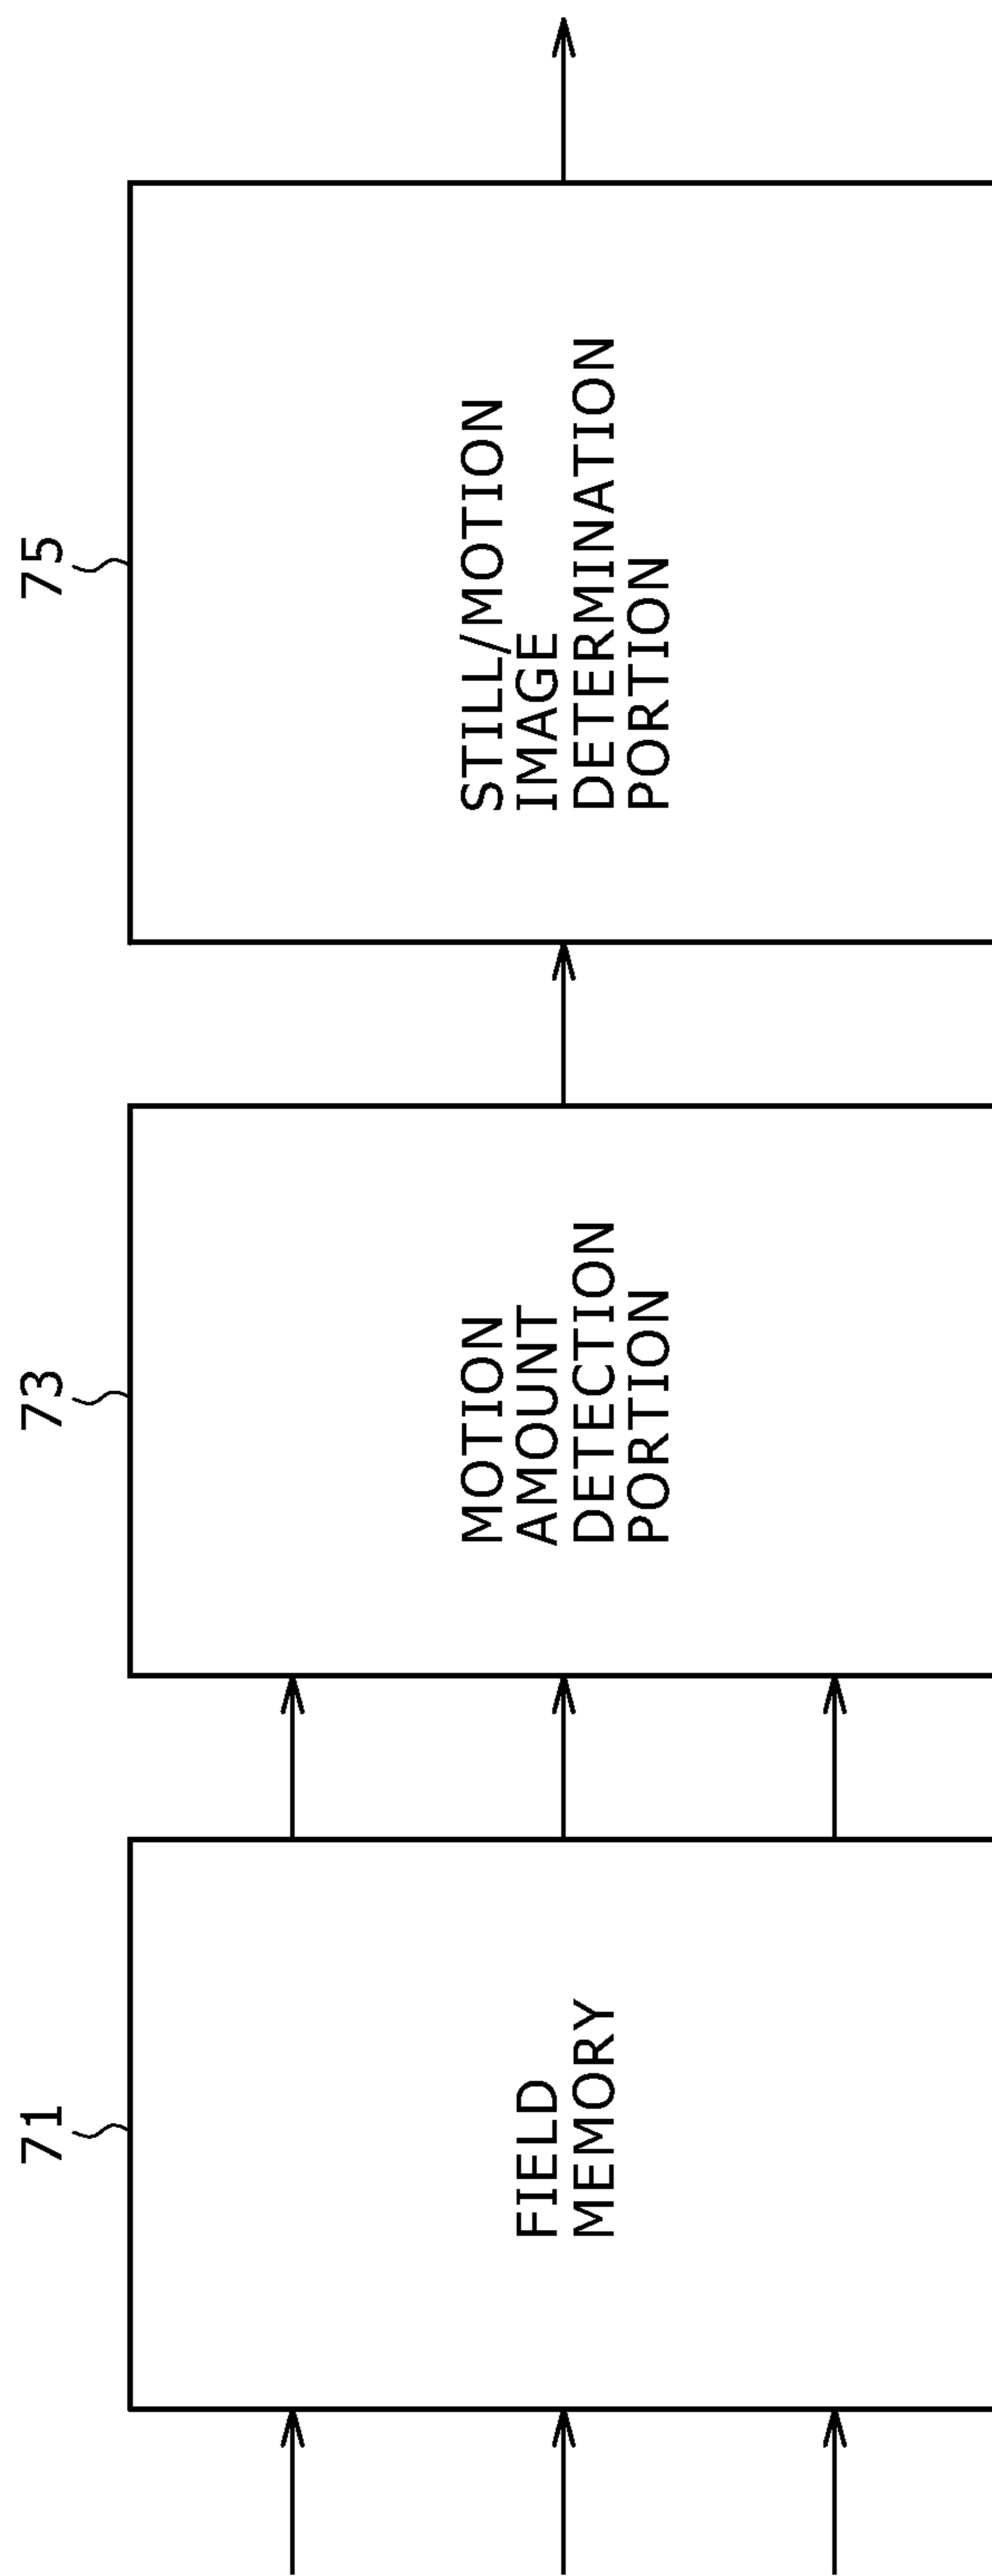 71
FIELD
MEMORY
73
MOTION
AMOUNT
DETECTION
PORTION
75
STILL/MOTION
IMAGE
DETERMINATION
PORTION